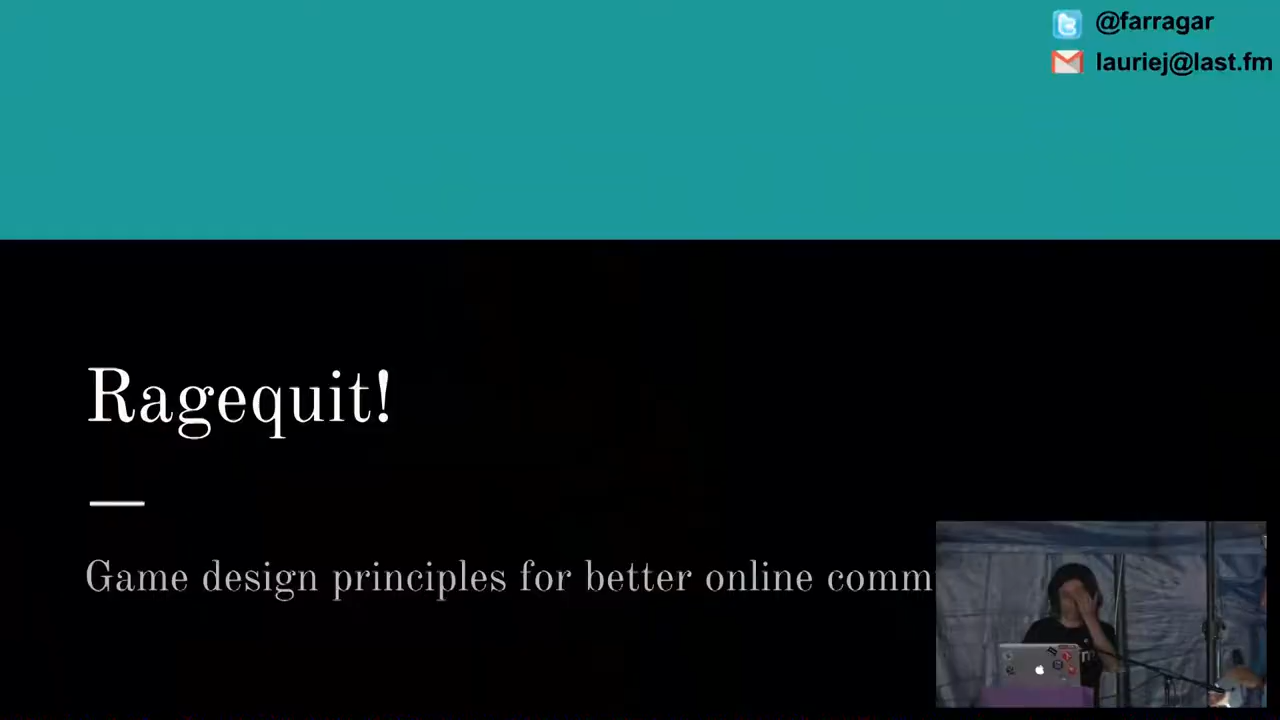 @farragar
lauriej@last.fm
Ragequit!
Game design principles for better online comm